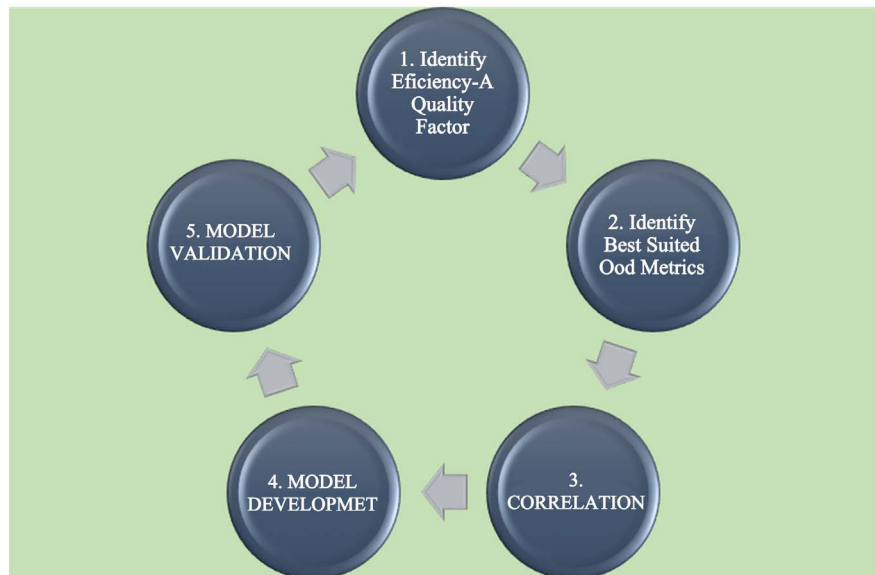 1. Identify
Eficiency-A
Quality
Factor
2. Identify
Best Suited
Ood Metrics
3.
CORRELATION
4. MODEL
DEVELOPMET
5. MODEL
VALIDATION